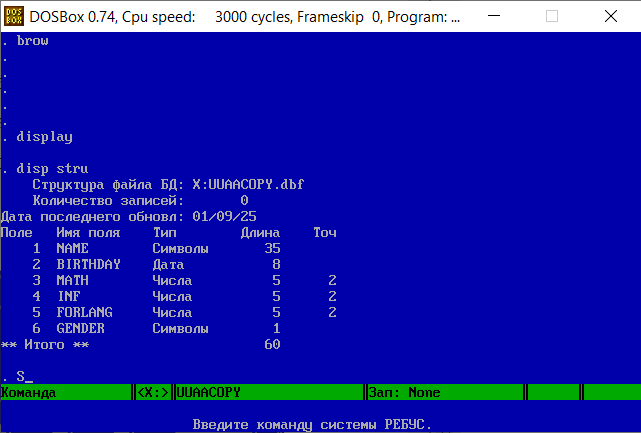 DOS BOX DOSBox 0.74, Cpu speed: 3000 cycles, Frameskip 0, Program: ...
. brow
.
.
.
.
.
. display
. disp stru
Структура файла БД: X:UUAACOPY.dbf
Количество записей: 0
Дата последнего обновл: 01/09/25
Поле Имя поля Тип Длина Точ
1 NAME Символы 35
2 BIRTHDAY Дата 8
3 MATH Числа 5 2
4 INF Числа 5 2
5 FORLANG Числа 5 2
6 GENDER Символы 1
** Итого ** 60
. S_
Команда ║<X:>║UUAACOPY ║Зап: None ║ ║
Введите команду системы РЕБУС.